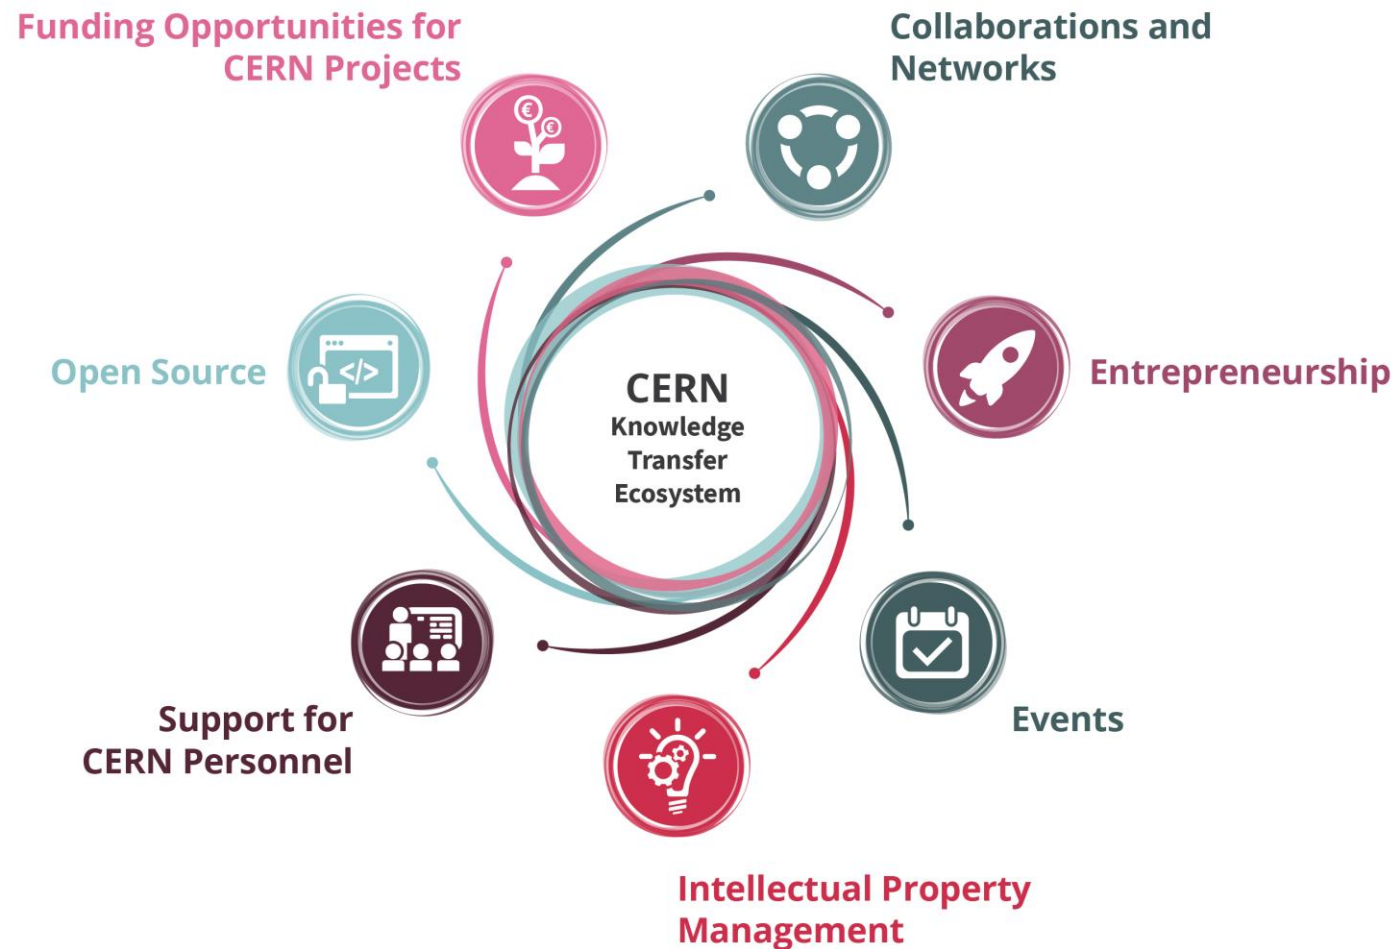 Funding Opportunities for
CERN Projects
Collaborations and
Networks
Open Source
</>
CERN
Knowledge
Transfer
Ecosystem
Entrepreneurship
Support for
CERN Personnel
Events
Intellectual Property
Management